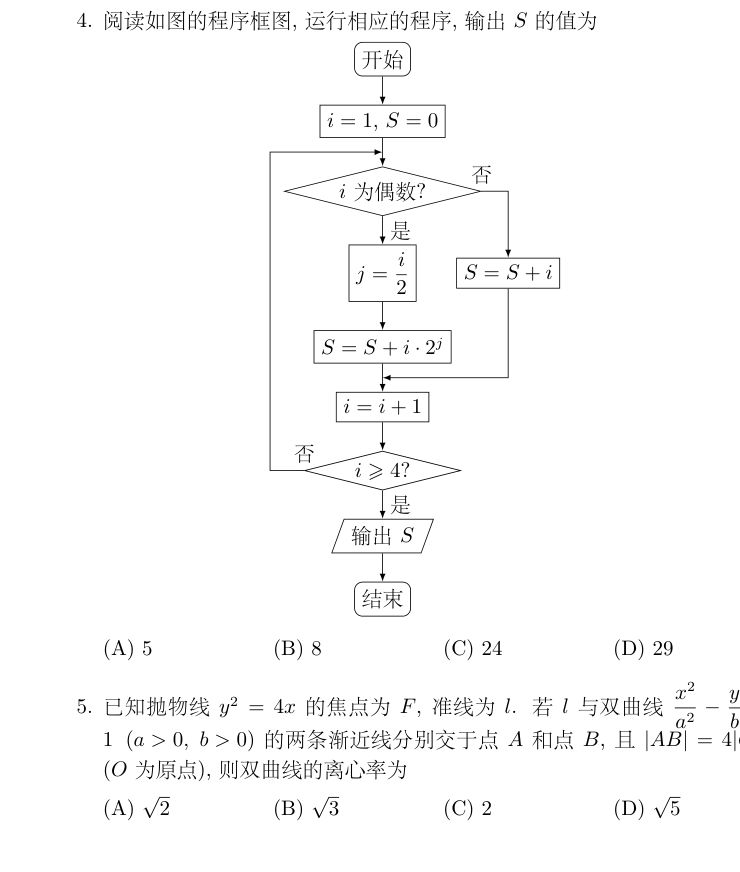 4. 阅读如图的程序框图, 运行相应的程序, 输出 S 的值为
开始
i = 1, S = 0
i 为偶数?
否
是
j = i/2
S = S + i
S = S + i · 2^j
i = i + 1
否
i ⩾ 4?
是
输出 S
结束
(A) 5 (B) 8 (C) 24 (D) 29
5. 已知抛物线 y² = 4x 的焦点为 F, 准线为 l. 若 l 与双曲线 x²/a² − y/b
1 (a > 0, b > 0) 的两条渐近线分别交于点 A 和点 B, 且 |AB| = 4|
(O 为原点), 则双曲线的离心率为
(A) √2 (B) √3 (C) 2 (D) √5